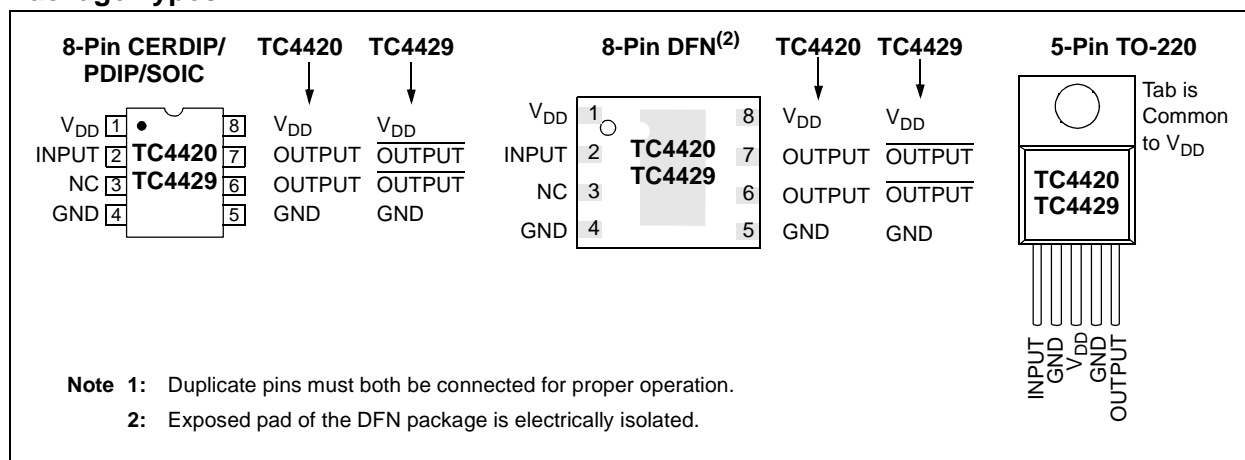 8-Pin CERDIP/
PDIP/SOIC
TC4420 TC4429
VDD 1 8 VDD VDD
INPUT 2 7 OUTPUT OUTPUT
NC 3 6 OUTPUT OUTPUT
GND 4 5 GND GND
TC4420
TC4429
8-Pin DFN(2)
TC4420 TC4429
VDD 1 8 VDD VDD
INPUT 2 7 OUTPUT OUTPUT
NC 3 6 OUTPUT OUTPUT
GND 4 5 GND GND
TC4420
TC4429
5-Pin TO-220
Tab is
Common
to VDD
TC4420
TC4429
INPUT
GND
VDD
GND
OUTPUT
Note 1: Duplicate pins must both be connected for proper operation.
2: Exposed pad of the DFN package is electrically isolated.